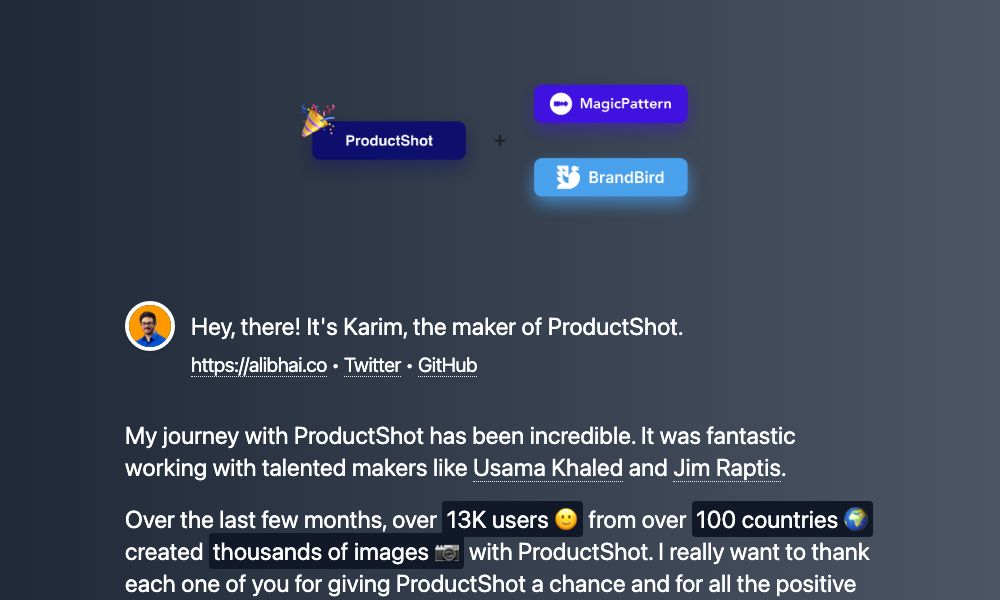 MagicPattern
ProductShot
+
BrandBird
Hey, there! It's Karim, the maker of ProductShot.
https://alibhai.co • Twitter • GitHub
My journey with ProductShot has been incredible. It was fantastic
working with talented makers like Usama Khaled and Jim Raptis.
Over the last few months, over 13K users 🙂 from over 100 countries 🌍
created thousands of images 📷 with ProductShot. I really want to thank
each one of you for giving ProductShot a chance and for all the positive